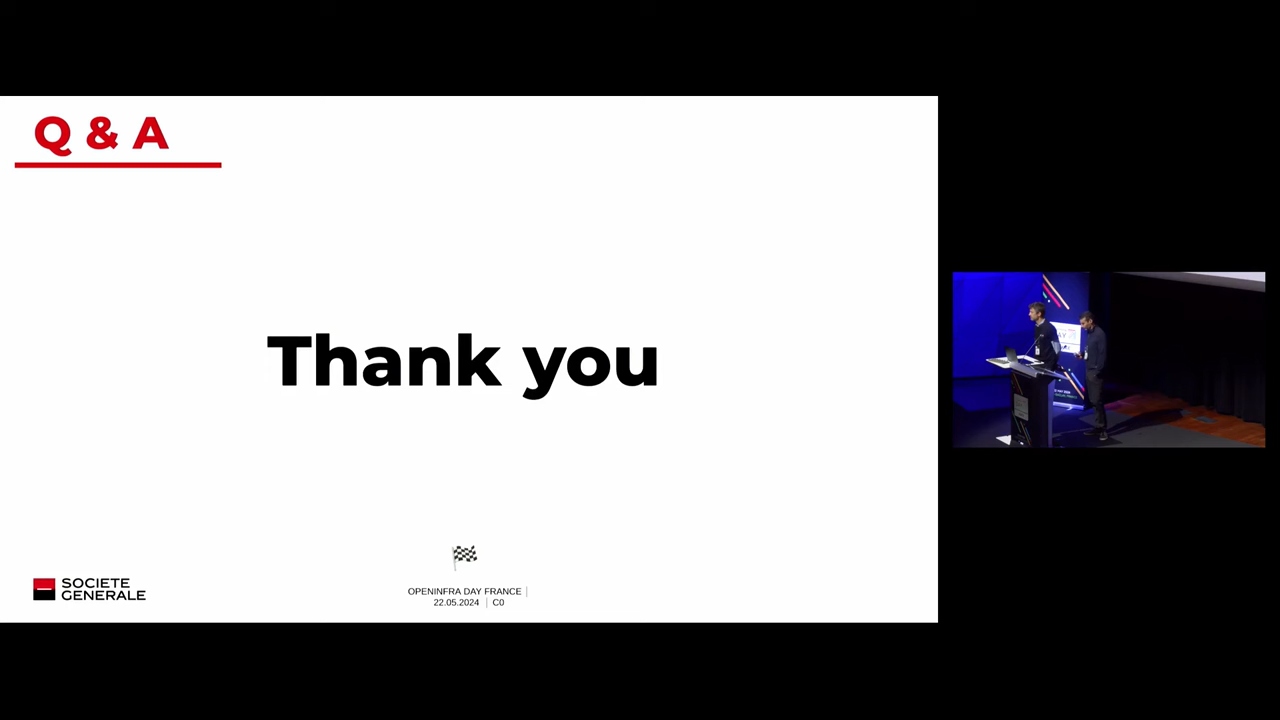 Q & A
Thank you
SOCIETE
GENERALE
OPENINFRA DAY FRANCE
22.05.2024 | C0